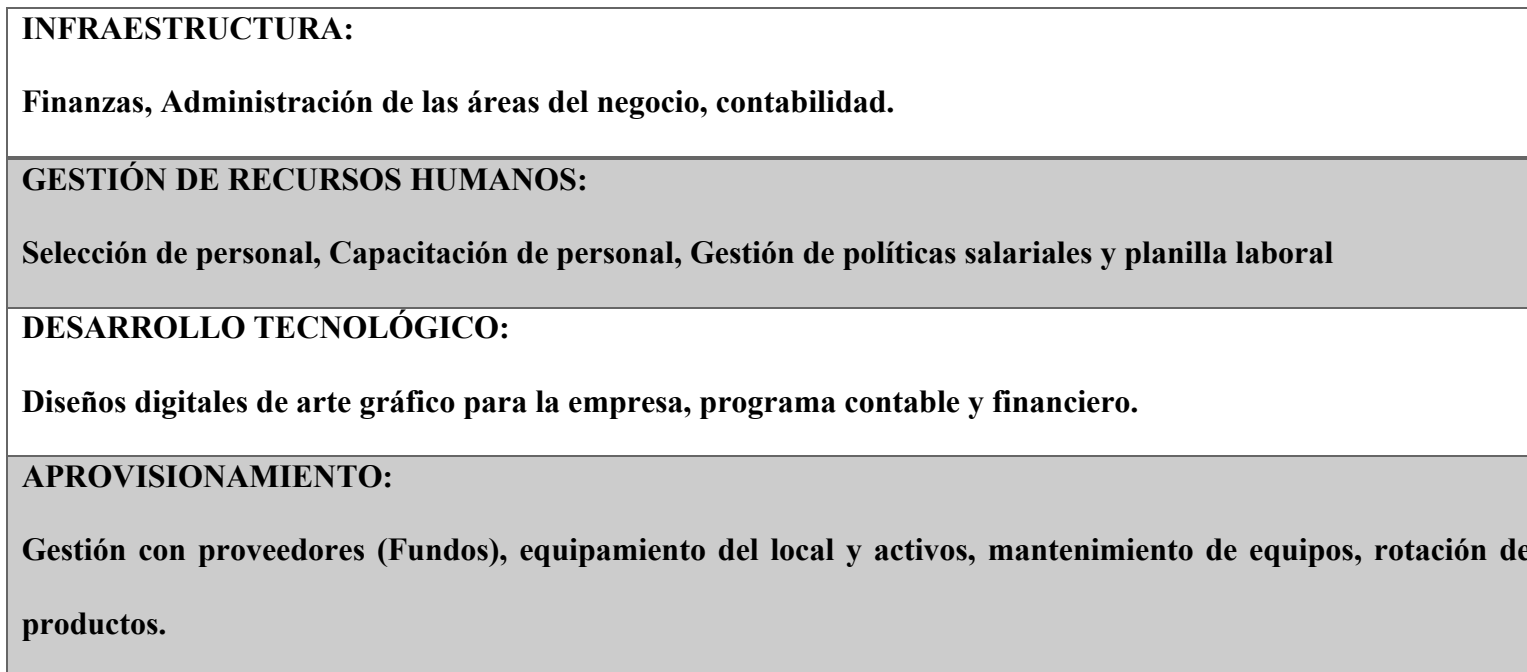 INFRAESTRUCTURA:
Finanzas, Administración de las áreas del negocio, contabilidad.
GESTIÓN DE RECURSOS HUMANOS:
Selección de personal, Capacitación de personal, Gestión de políticas salariales y planilla laboral
DESARROLLO TECNOLÓGICO:
Diseños digitales de arte gráfico para la empresa, programa contable y financiero.
APROVISIONAMIENTO:
Gestión con proveedores (Fundos), equipamiento del local y activos, mantenimiento de equipos, rotación de
productos.